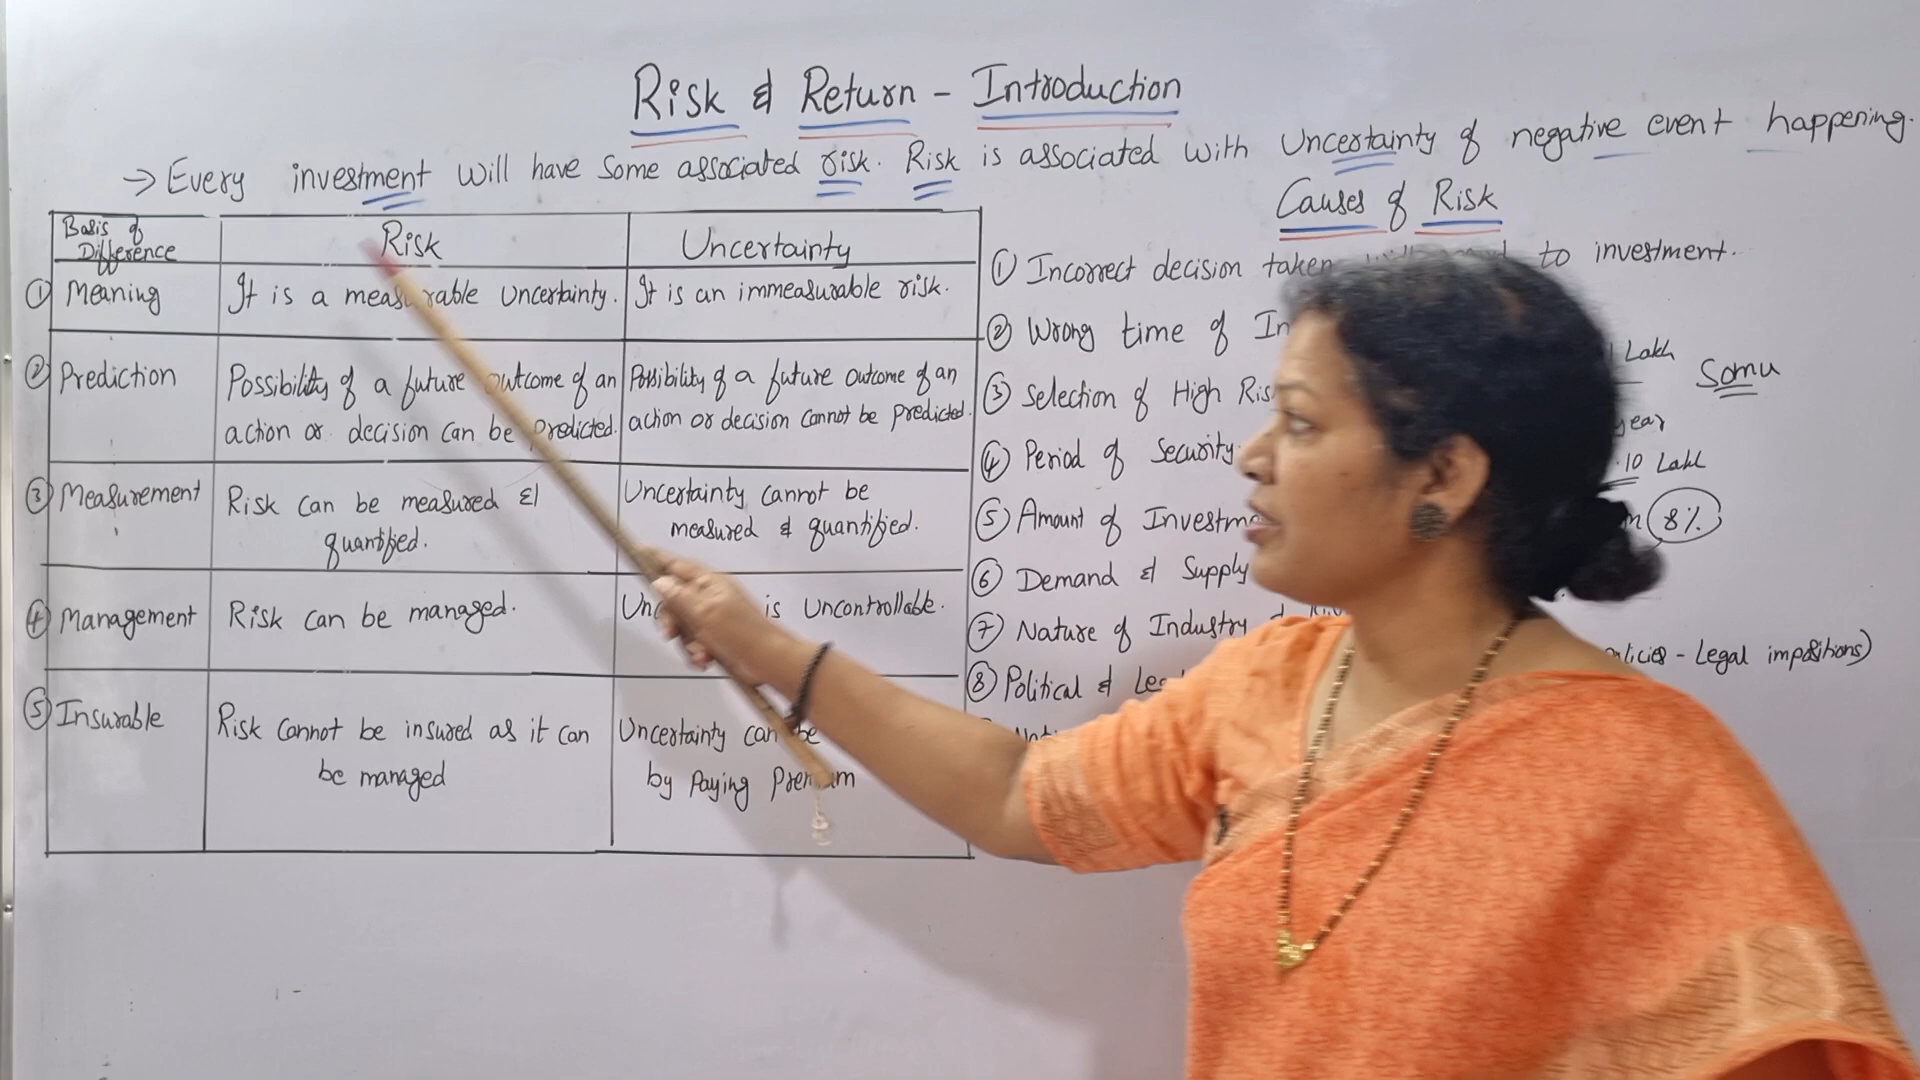 Risk & Return - Introduction
→ Every investment will have some associated risk. Risk is associated with Uncertainty of negative event happening.
Basis of Difference | Risk | Uncertainty
① Meaning | It is a measurable Uncertainty. | It is an immeasurable risk.
② Prediction | Possibility of a future outcome of an | Possibility of a future outcome of an
action or decision can be predicted. | action or decision cannot be predicted.
③ Measurement | Risk can be measured & | Uncertainty cannot be
quantified. | measured & quantified.
④ Management | Risk can be managed. | is Uncontrollable.
⑤ Insurable | Risk cannot be insured as it can | Uncertainty can be
be managed | by paying Premium
Causes of Risk
① Incorrect decision taken to investment.
② Wrong time of
③ Selection of High
④ Period of Security
⑤ Amount of
⑥ Demand & Supply
⑦ Nature of Industry &
⑧ Political &
- Legal impositions)
Lakh
Somu
year
10 Lakh
8%